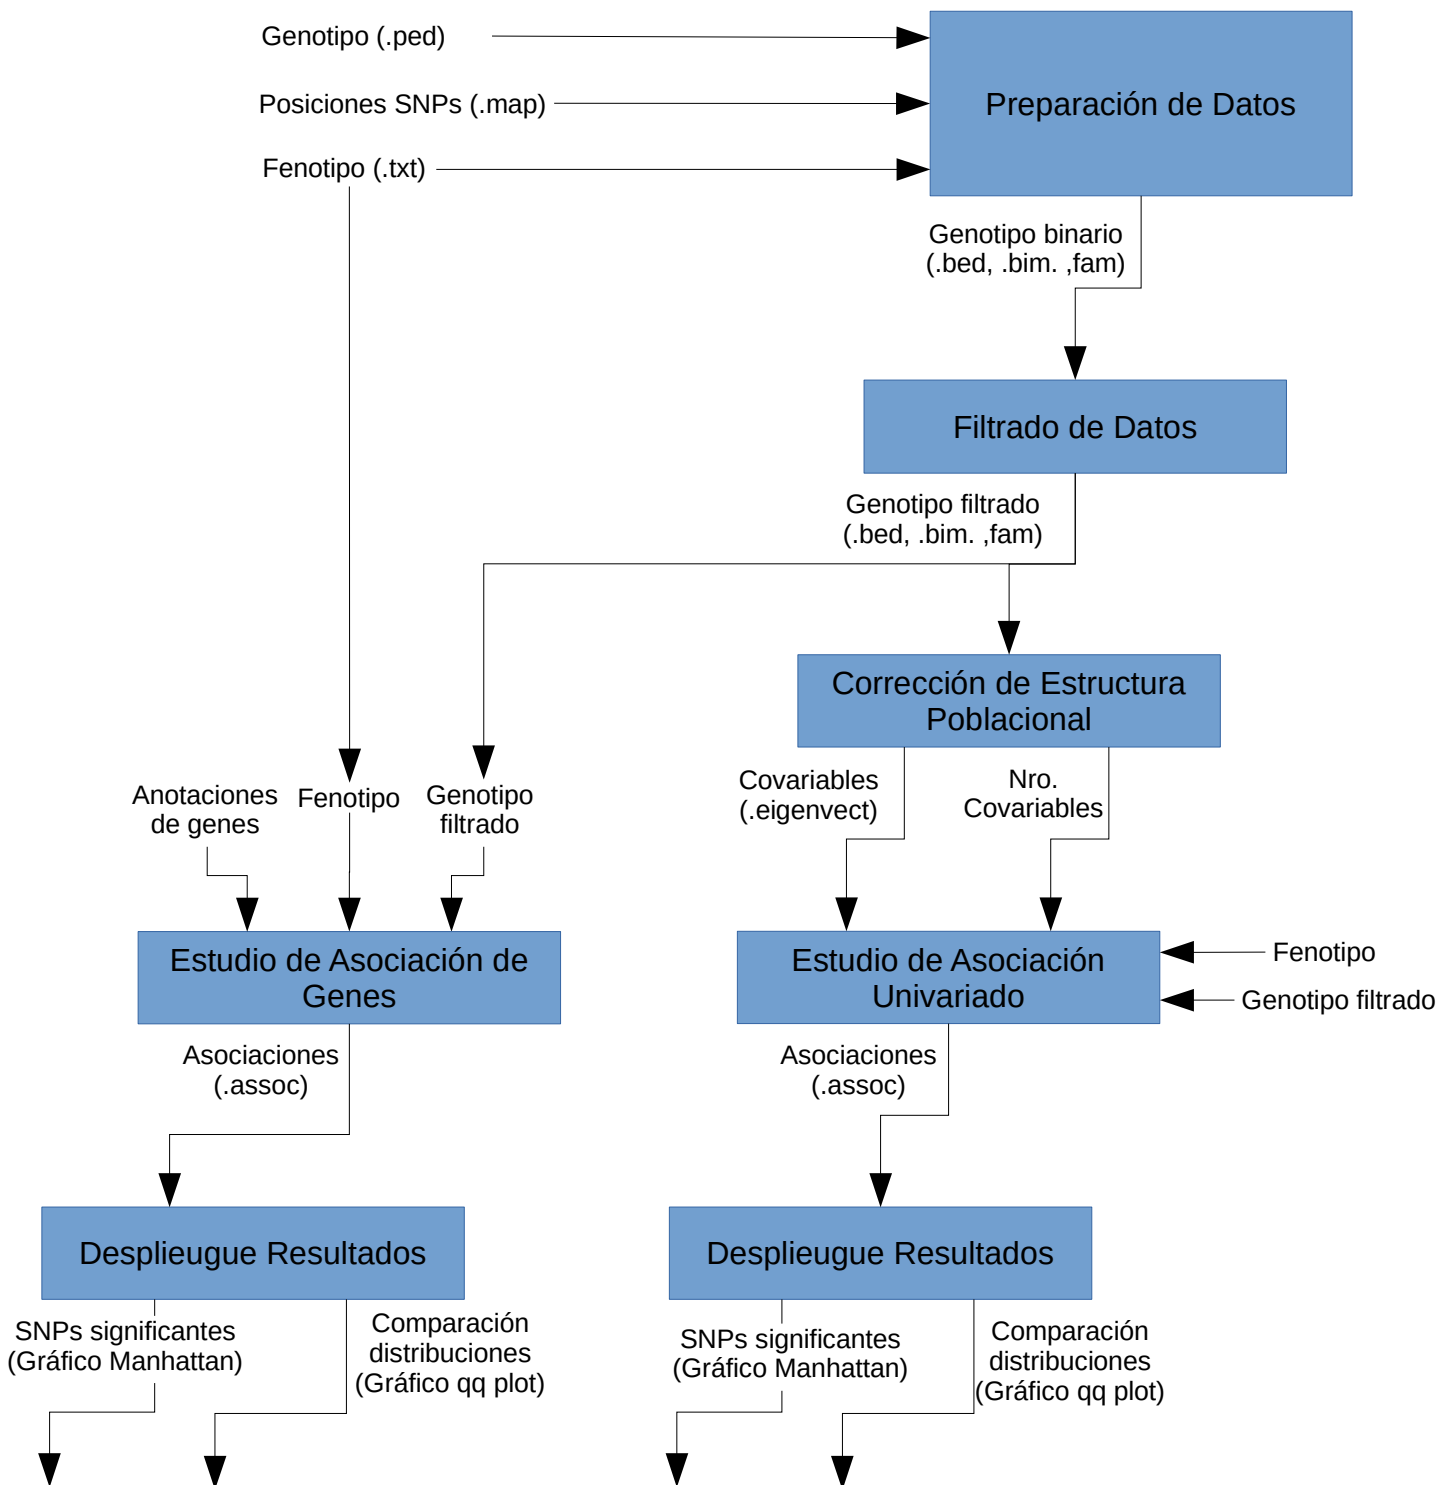 Genotipo (.ped)
Posiciones SNPs (.map)
Preparación de Datos
Fenotipo (.txt)
Genotipo binario
(.bed, .bim. ,fam)
Filtrado de Datos
Genotipo filtrado
(.bed, .bim. ,fam)
Corrección de Estructura
Poblacional
Covariables
(.eigenvect)
Nro.
Covariables
Anotaciones
de genes
Fenotipo
Genotipo
filtrado
Estudio de Asociación de
Genes
Estudio de Asociación
Univariado
Fenotipo
Genotipo filtrado
Asociaciones
(.assoc)
Asociaciones
(.assoc)
Desplieugue Resultados
Desplieugue Resultados
SNPs significantes
(Gráfico Manhattan)
Comparación
distribuciones
(Gráfico qq plot)
SNPs significantes
(Gráfico Manhattan)
Comparación
distribuciones
(Gráfico qq plot)